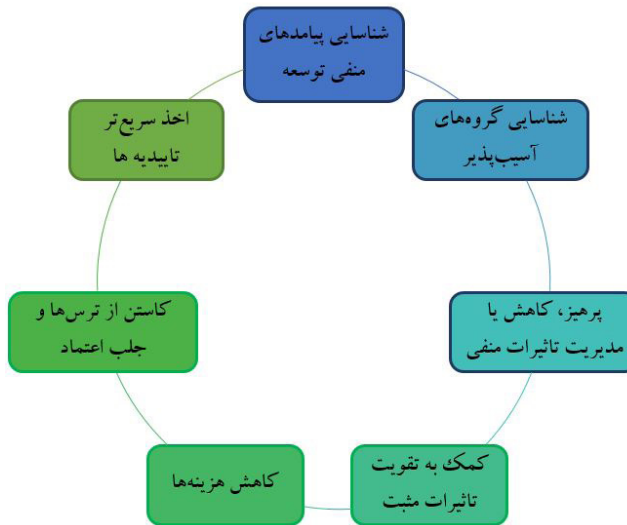 شناسایی پیامدهای
منفی توسعه
شناسایی گروه‌های
آسیب‌پذیر
پرهیز، کاهش یا
مدیریت تاثیرات منفی
کمک به تقویت
تاثیرات مثبت
کاهش هزینه‌ها
کاستن از ترس‌ها و
جلب اعتماد
اخذ سریع‌تر
تاییدیه ها